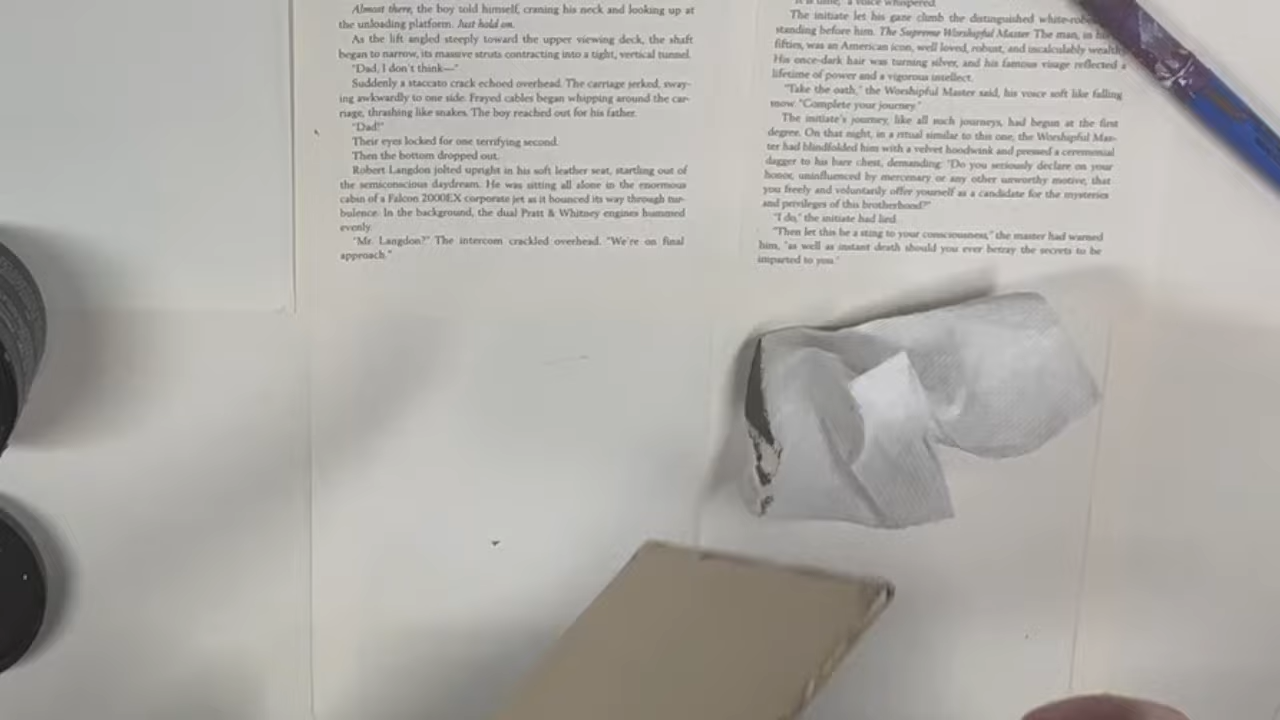 Almost there, the boy told himself, craning his neck and looking up at
the unloading platform. Just hold on.
As the lift angled steeply toward the upper viewing deck, the shaft
began to narrow, its massive struts contracting into a tight, vertical tunnel.
"Dad, I don't think—"
Suddenly a staccato crack echoed overhead. The carriage jerked, sway-
ing awkwardly to one side. Frayed cables began whipping around the car-
riage, thrashing like snakes. The boy reached out for his father.
"Dad!"
Their eyes locked for one terrifying second.
Then the bottom dropped out.
Robert Langdon jolted upright in his soft leather seat, startling out of
the semiconscious daydream. He was sitting all alone in the enormous
cabin of a Falcon 2000EX corporate jet as it bounced its way through tur-
bulence. In the background, the dual Pratt & Whitney engines hummed
evenly.
"Mr. Langdon?" The intercom crackled overhead. "We're on final
approach."
a voice whispered.
The initiate let his gaze climb the distinguished white-robed
standing before him. The Supreme Worshipful Master. The man, in his
fifties, was an American icon, well loved, robust, and incalculably wealthy.
His once-dark hair was turning silver, and his famous visage reflected a
lifetime of power and a vigorous intellect.
"Take the oath," the Worshipful Master said, his voice soft like falling
snow. "Complete your journey."
The initiate's journey, like all such journeys, had begun at the first
degree. On that night, in a ritual similar to this one, the Worshipful Mas-
ter had blindfolded him with a velvet hoodwink and pressed a ceremonial
dagger to his bare chest, demanding: "Do you seriously declare on your
honor, uninfluenced by mercenary or any other unworthy motive, that
you freely and voluntarily offer yourself as a candidate for the mysteries
and privileges of this brotherhood?"
"I do," the initiate had lied.
"Then let this be a sting to your consciousness," the master had warned
him, "as well as instant death should you ever betray the secrets to be
imparted to you."